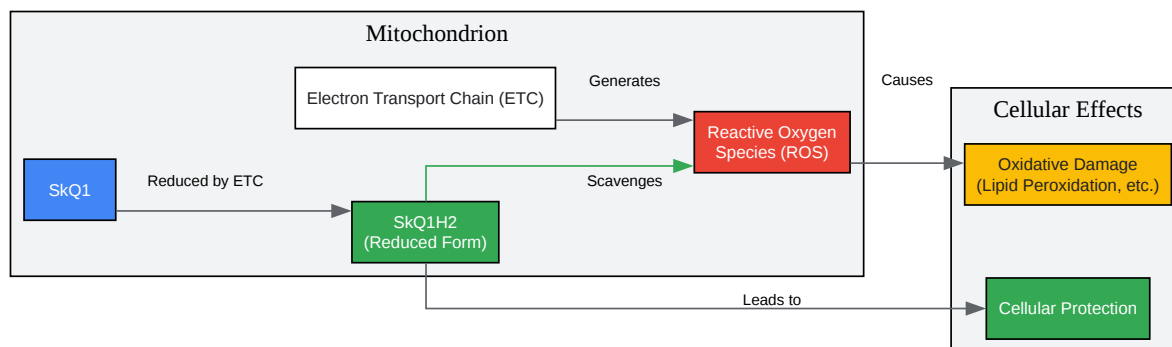 Mitochondrion
Generates
Causes
Electron Transport Chain (ETC)
Cellular Effects
Reactive Oxygen
Species (ROS)
Oxidative Damage
(Lipid Peroxidation, etc.)
Reduced by ETC
Scavenges
SkQ1
SkQ1H2
(Reduced Form)
Leads to
Cellular Protection